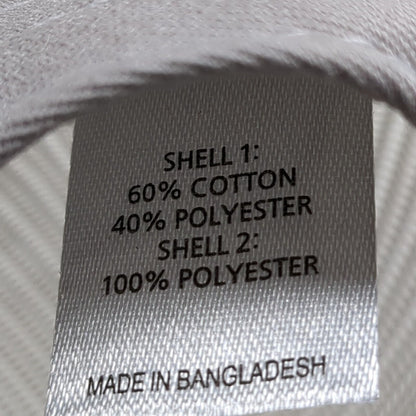 SHELL 1:
60% COTTON
40% POLYESTER
SHELL 2:
100% POLYESTER
MADE IN BANGLADESH